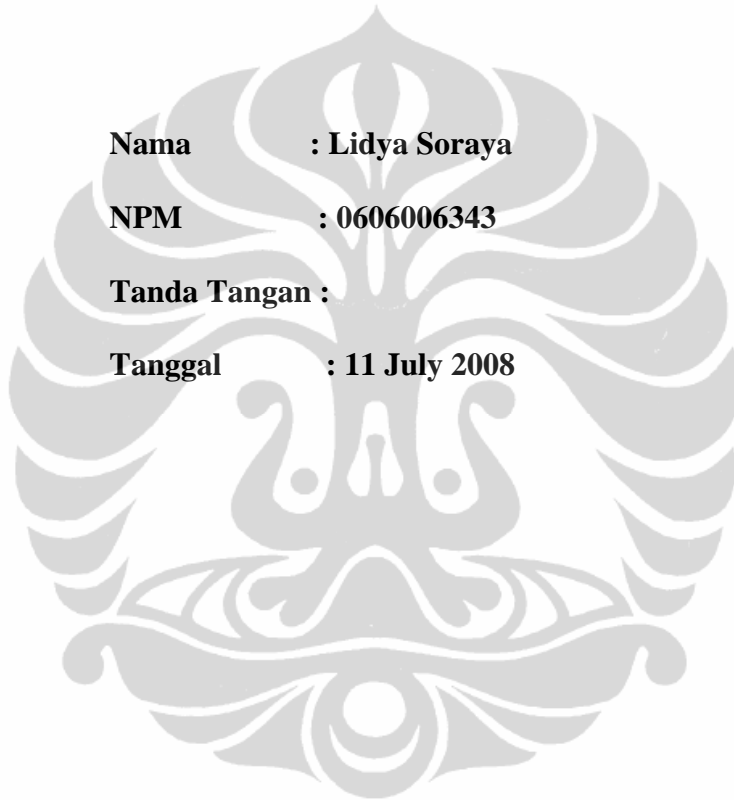 Nama : Lidya Soraya
NPM : 0606006343
Tanda Tangan :
Tanggal : 11 July 2008